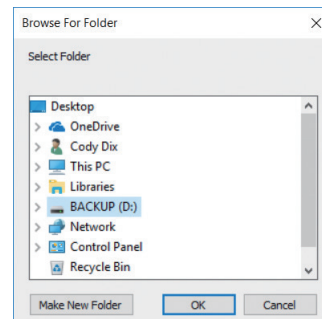 Browse For Folder
Select Folder
Desktop
OneDrive
Cody Dix
This PC
Libraries
BACKUP (D:)
Network
Control Panel
Recycle Bin
Make New Folder
OK
Cancel